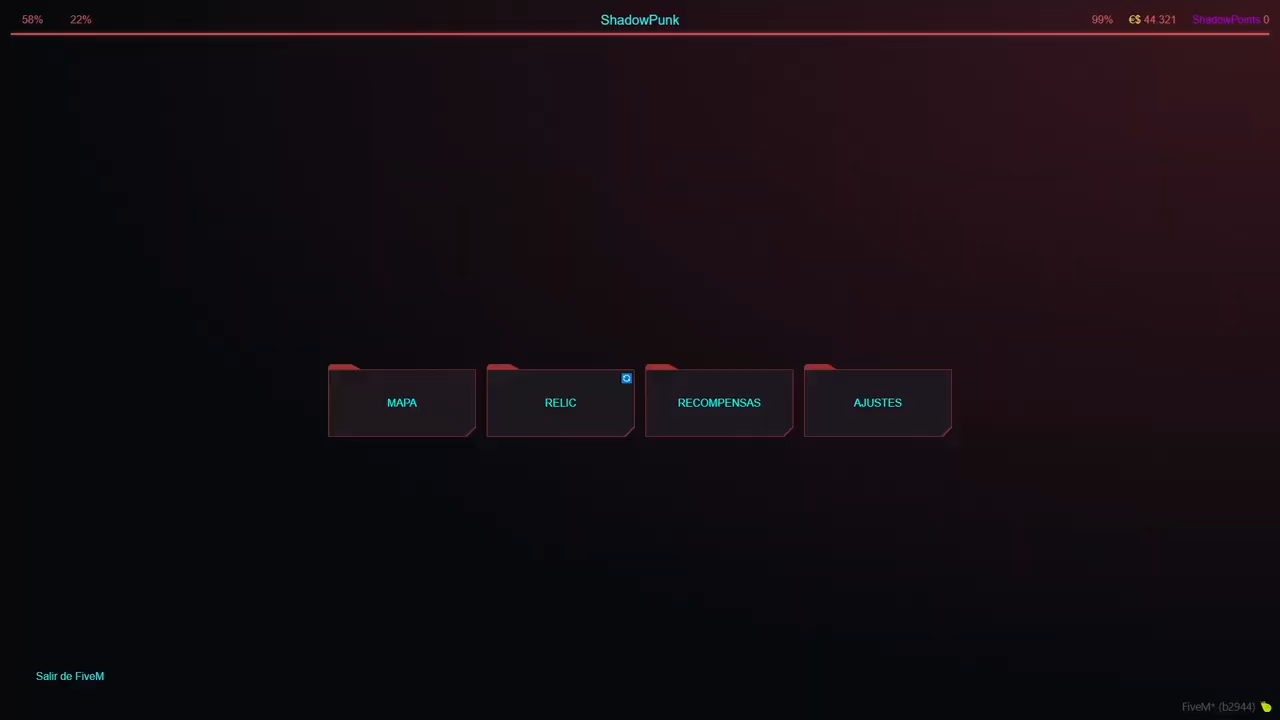 58% 22% ShadowPunk 99% €$ 44.321 ShadowPoints 0
MAPA RELIC RECOMPENSAS AJUSTES
Salir de FiveM
FiveM* (b2944)